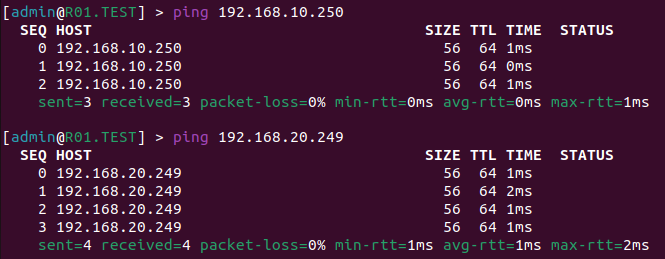 [admin@R01.TEST] > ping 192.168.10.250
SEQ HOST SIZE TTL TIME STATUS
0 192.168.10.250 56 64 1ms
1 192.168.10.250 56 64 0ms
2 192.168.10.250 56 64 1ms
sent=3 received=3 packet-loss=0% min-rtt=0ms avg-rtt=0ms max-rtt=1ms
[admin@R01.TEST] > ping 192.168.20.249
SEQ HOST SIZE TTL TIME STATUS
0 192.168.20.249 56 64 1ms
1 192.168.20.249 56 64 2ms
2 192.168.20.249 56 64 1ms
3 192.168.20.249 56 64 1ms
sent=4 received=4 packet-loss=0% min-rtt=1ms avg-rtt=1ms max-rtt=2ms